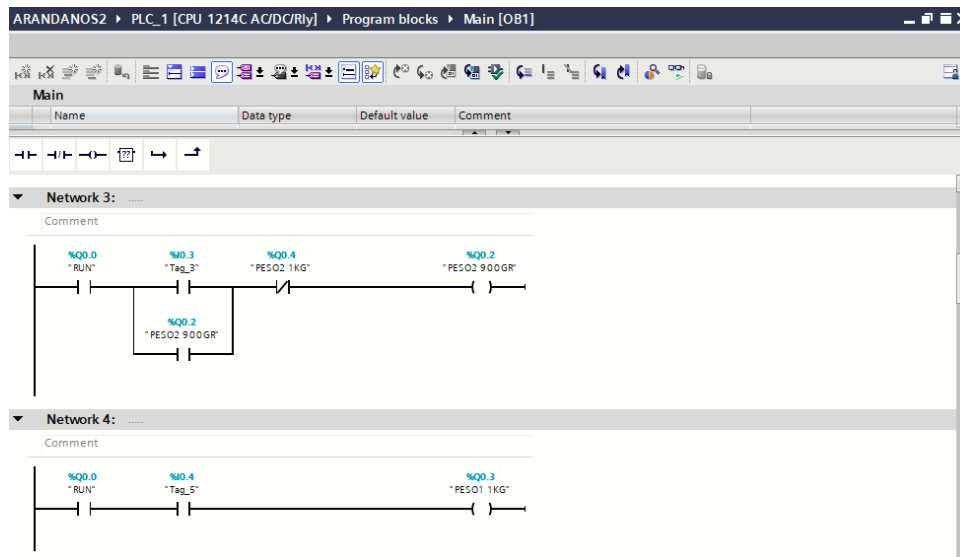 ARANDANOS2 ▸ PLC_1 [CPU 1214C AC/DC/Rly] ▸ Program blocks ▸ Main [OB1]
Main
Name Data type Default value Comment
??
Network 3: .....
Comment
%Q0.0 %I0.3 %Q0.4 %Q0.2
"RUN" "Tag_3" "PESO2 1KG" "PESO2 900GR"
%Q0.2
"PESO2 900GR"
Network 4: .....
Comment
%Q0.0 %I0.4 %Q0.3
"RUN" "Tag_5" "PESO1 1KG"